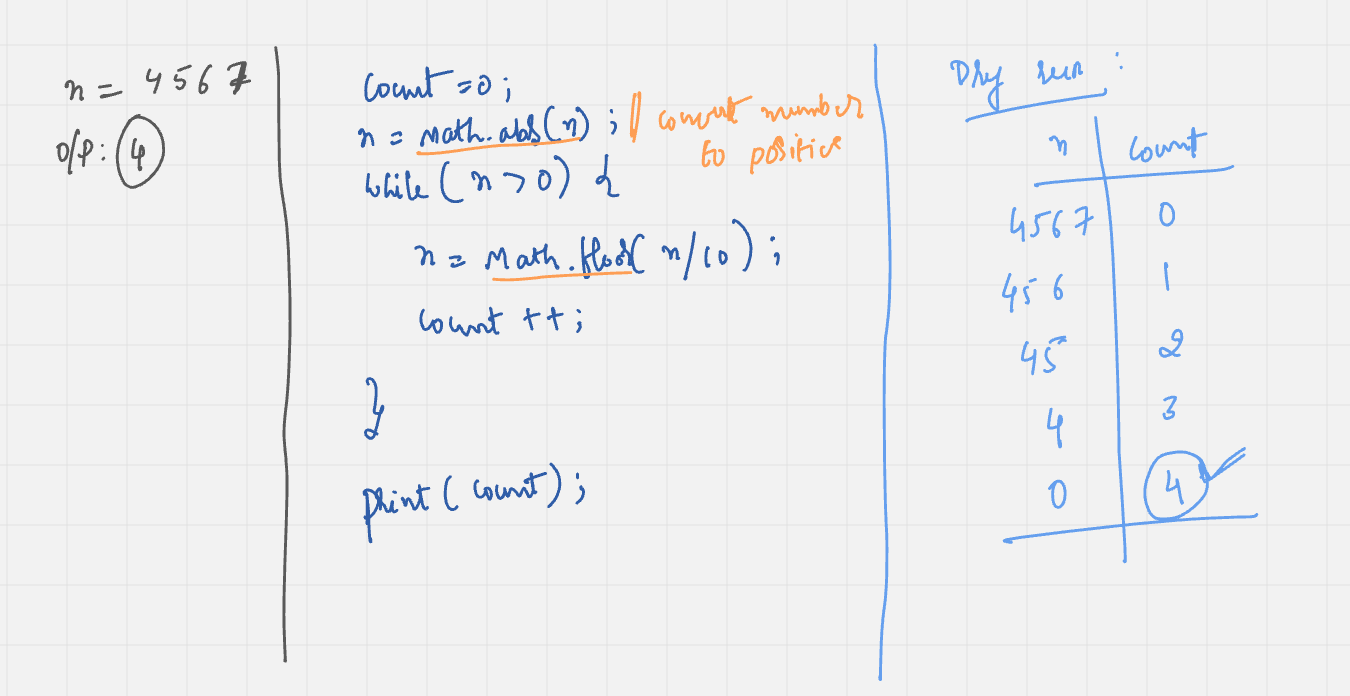 n = 4567
o/p: 4
Count = 0;
n = Math.abs(n); // convert number
to positive
while (n > 0) {
n = Math.floor(n/10);
count ++;
}
print (count);
Dry run :
n count
4567 0
456 1
45 2
4 3
0 4